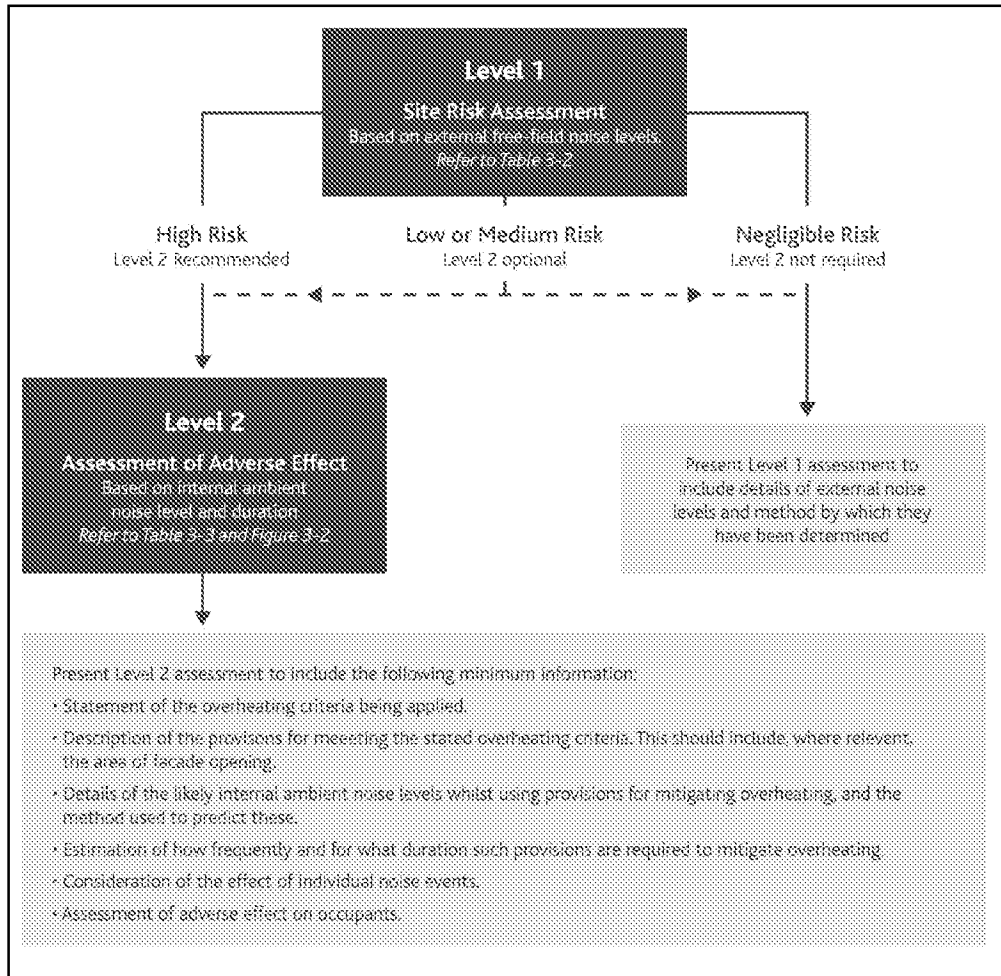 Level 1
Site Risk Assessment
Based on external free-field noise levels.
Refer to Table 3-2
High Risk
Level 2 Recommended
Low or Medium Risk
Level 2 optional
Negligible Risk
Level 2 not required
Level 2
Assessment of Adverse Effect
Based on internal ambient
noise level and duration
Refer to Table 3-3 and Figure 3-2
Present Level 1 assessment to
include details of external noise
levels and method by which they
have been determined
Present Level 2 assessment to include the following minimum information:
• Statement of the overheating criteria being applied.
• Description of the provisons for meeeting the stated overheating criteria. This should include, where relevent,
the area of facade opening.
• Details of the likely internal ambient noise levels whilst using provisions for mitigating overheating, and the
method used to predict these.
• Estimation of how frequently and for what duration such provisions are required to mitigate overheating
• Consideration of the effect of individual noise events.
• Assessment of adverse effect on occupants.